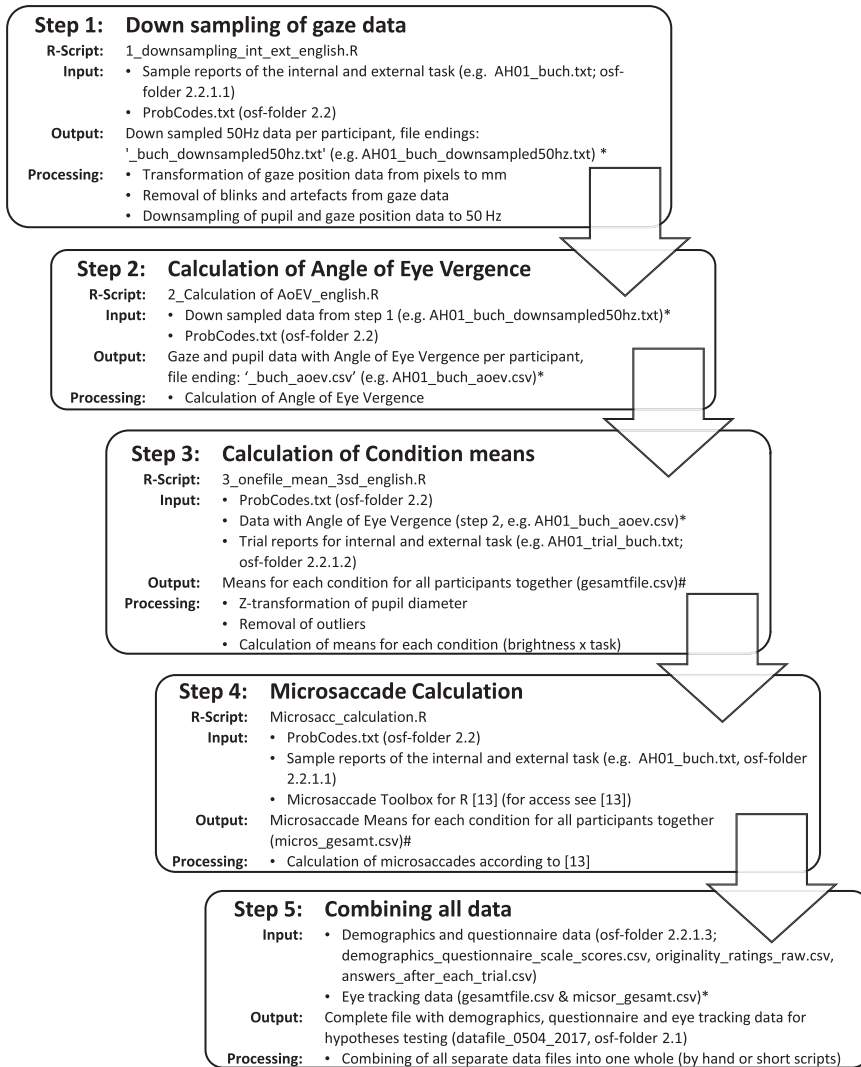 Step 1: Down sampling of gaze data
R-Script: 1_downsampling_int_ext_english.R
Input: • Sample reports of the internal and external task (e.g. AH01_buch.txt; osf-
folder 2.2.1.1)
• ProbCodes.txt (osf-folder 2.2)
Output: Down sampled 50Hz data per participant, file endings:
'_buch_downsampled50hz.txt' (e.g. AH01_buch_downsampled50hz.txt) *
Processing: • Transformation of gaze position data from pixels to mm
• Removal of blinks and artefacts from gaze data
• Downsampling of pupil and gaze position data to 50 Hz
Step 2: Calculation of Angle of Eye Vergence
R-Script: 2_Calculation of AoEV_english.R
Input: • Down sampled data from step 1 (e.g. AH01_buch_downsampled50hz.txt)*
• ProbCodes.txt (osf-folder 2.2)
Output: Gaze and pupil data with Angle of Eye Vergence per participant,
file ending: ‘_buch_aoev.csv’ (e.g. AH01_buch_aoev.csv)*
Processing: • Calculation of Angle of Eye Vergence
Step 3: Calculation of Condition means
R-Script: 3_onefile_mean_3sd_english.R
Input: • ProbCodes.txt (osf-folder 2.2)
• Data with Angle of Eye Vergence (step 2, e.g. AH01_buch_aoev.csv)*
• Trial reports for internal and external task (e.g. AH01_trial_buch.txt;
osf-folder 2.2.1.2)
Output: Means for each condition for all participants together (gesamtfile.csv)#
Processing: • Z-transformation of pupil diameter
• Removal of outliers
• Calculation of means for each condition (brightness x task)
Step 4: Microsaccade Calculation
R-Script: Microsacc_calculation.R
Input: • ProbCodes.txt (osf-folder 2.2)
• Sample reports of the internal and external task (e.g. AH01_buch.txt, osf-folder
2.2.1.1)
• Microsaccade Toolbox for R [13] (for access see [13])
Output: Microsaccade Means for each condition for all participants together
(micros_gesamt.csv)#
Processing: • Calculation of microsaccades according to [13]
Step 5: Combining all data
Input: • Demographics and questionnaire data (osf-folder 2.2.1.3;
demographics_questionnaire_scale_scores.csv, originality_ratings_raw.csv,
answers_after_each_trial.csv)
• Eye tracking data (gesamtfile.csv & micsor_gesamt.csv)*
Output: Complete file with demographics, questionnaire and eye tracking data for
hypotheses testing (datafile_0504_2017, osf-folder 2.1)
Processing: • Combining of all separate data files into one whole (by hand or short scripts)